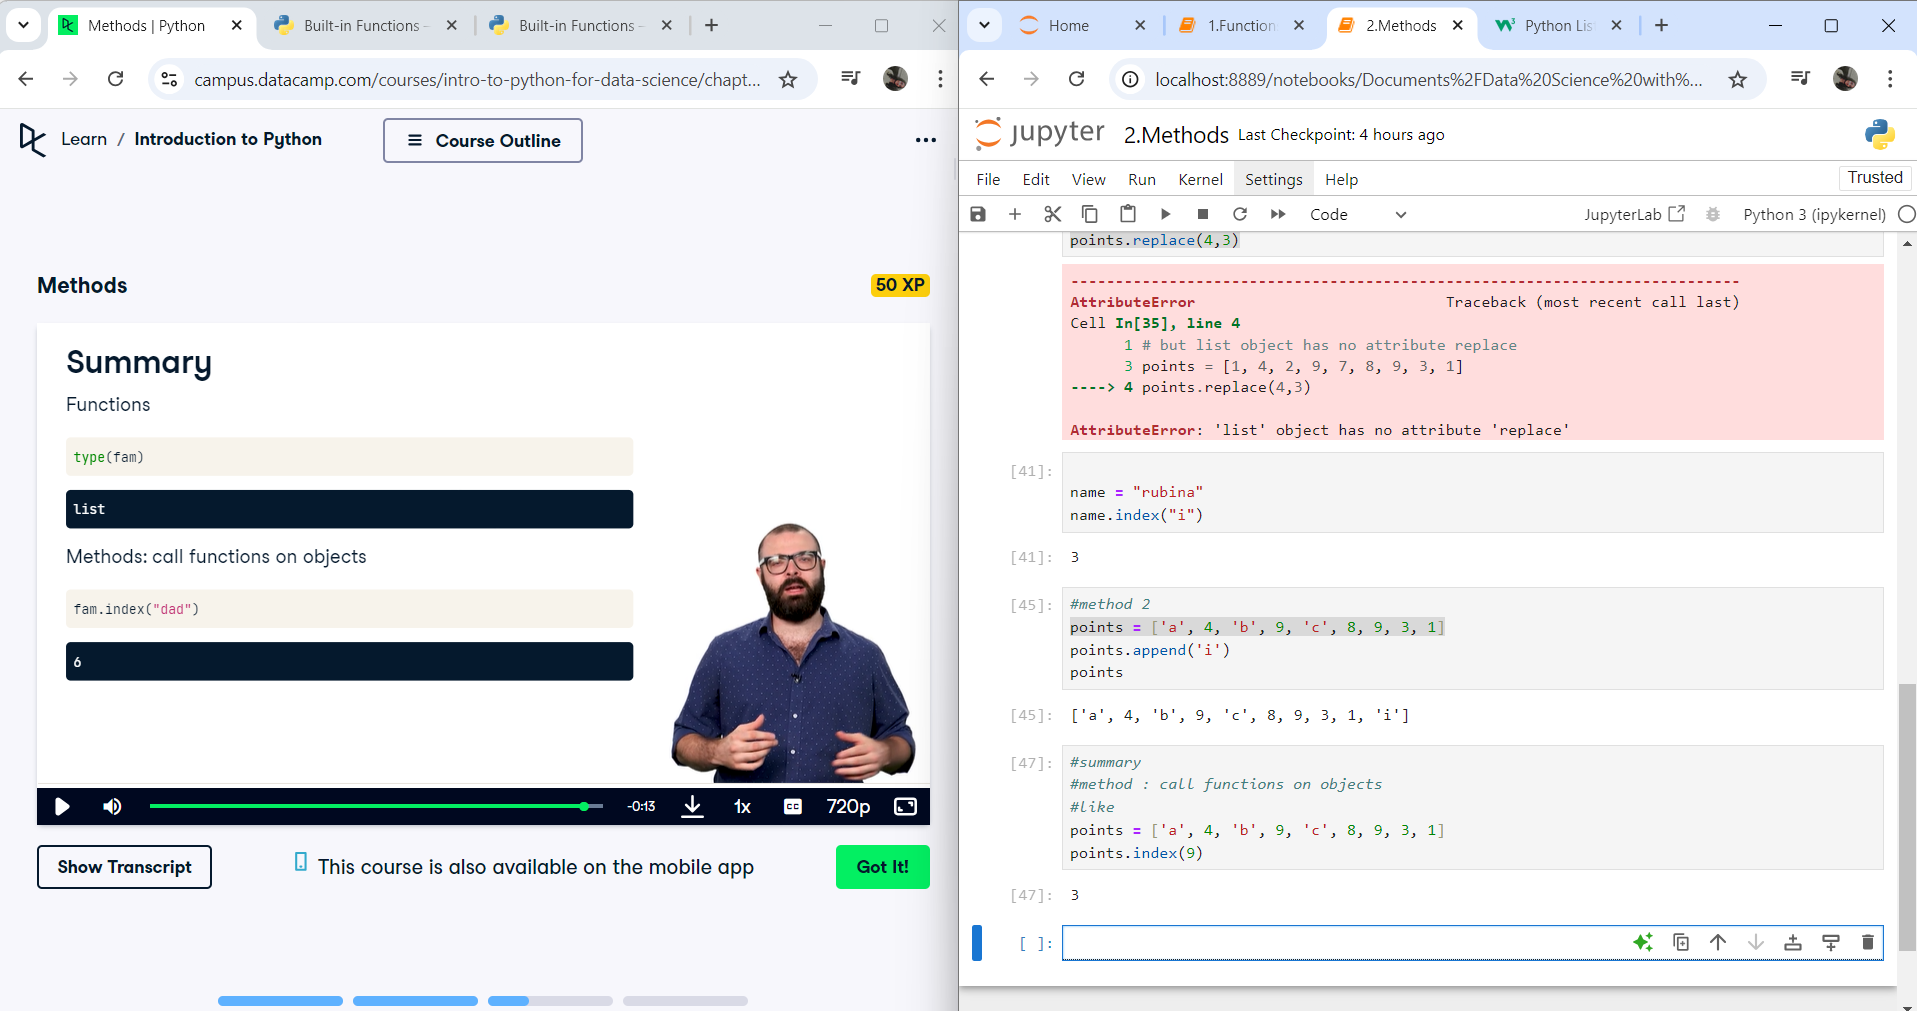 Methods | Python
Built-in Functions
Built-in Functions
campus.datacamp.com/courses/intro-to-python-for-data-science/chapt...
Learn / Introduction to Python
Course Outline
Methods
50 XP
Summary
Functions
type(fam)
list
Methods: call functions on objects
fam.index("dad")
6
-0:13
1x
CC
720p
Show Transcript
This course is also available on the mobile app
Got It!
Home
1.Function
2.Methods
Python Lis
localhost:8889/notebooks/Documents%2FData%20Science%20with%...
jupyter 2.Methods Last Checkpoint: 4 hours ago
File Edit View Run Kernel Settings Help
Trusted
Code
JupyterLab
Python 3 (ipykernel)
points.replace(4,3)
---------------------------------------------------------------------------
AttributeError Traceback (most recent call last)
Cell In[35], line 4
1 # but list object has no attribute replace
3 points = [1, 4, 2, 9, 7, 8, 9, 3, 1]
----> 4 points.replace(4,3)
AttributeError: 'list' object has no attribute 'replace'
[41]:
name = "rubina"
name.index("i")
[41]: 3
[45]: #method 2
points = ['a', 4, 'b', 9, 'c', 8, 9, 3, 1]
points.append('i')
points
[45]: ['a', 4, 'b', 9, 'c', 8, 9, 3, 1, 'i']
[47]: #summary
#method : call functions on objects
#like
points = ['a', 4, 'b', 9, 'c', 8, 9, 3, 1]
points.index(9)
[47]: 3
[ ]: